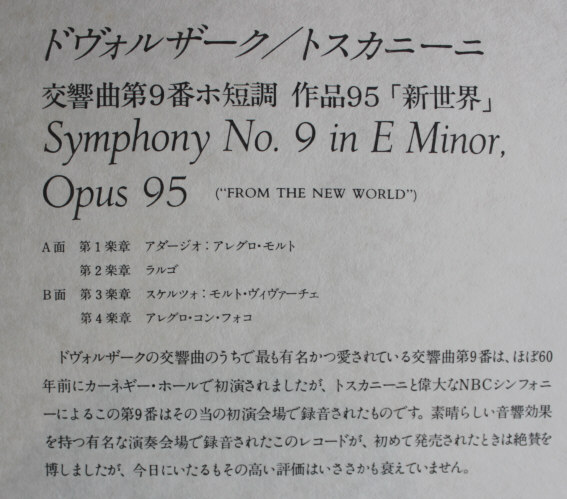 ドヴォルザーク／トスカニーニ
交響曲第9番ホ短調 作品95「新世界」
Symphony No. 9 in E Minor,
Opus 95 (“FROM THE NEW WORLD”)
A面 第1楽章 アダージオ：アレグロ・モルト
第2楽章 ラルゴ
B面 第3楽章 スケルツォ：モルト・ヴィヴァーチェ
第4楽章 アレグロ・コン・フォコ
ドヴォルザークの交響曲のうちで最も有名かつ愛されている交響曲第9番は、ほぼ60
年前にカーネギー・ホールで初演されましたが、トスカニーニと偉大なNBCシンフォニ
ーによるこの第9番はその当の初演会場で録音されたものです。素晴らしい音響効果
を持つ有名な演奏会場で録音されたこのレコードが、初めて発売されたときは絶賛を
博しましたが、今日にいたるもその高い評価はいささかも衰えていません。